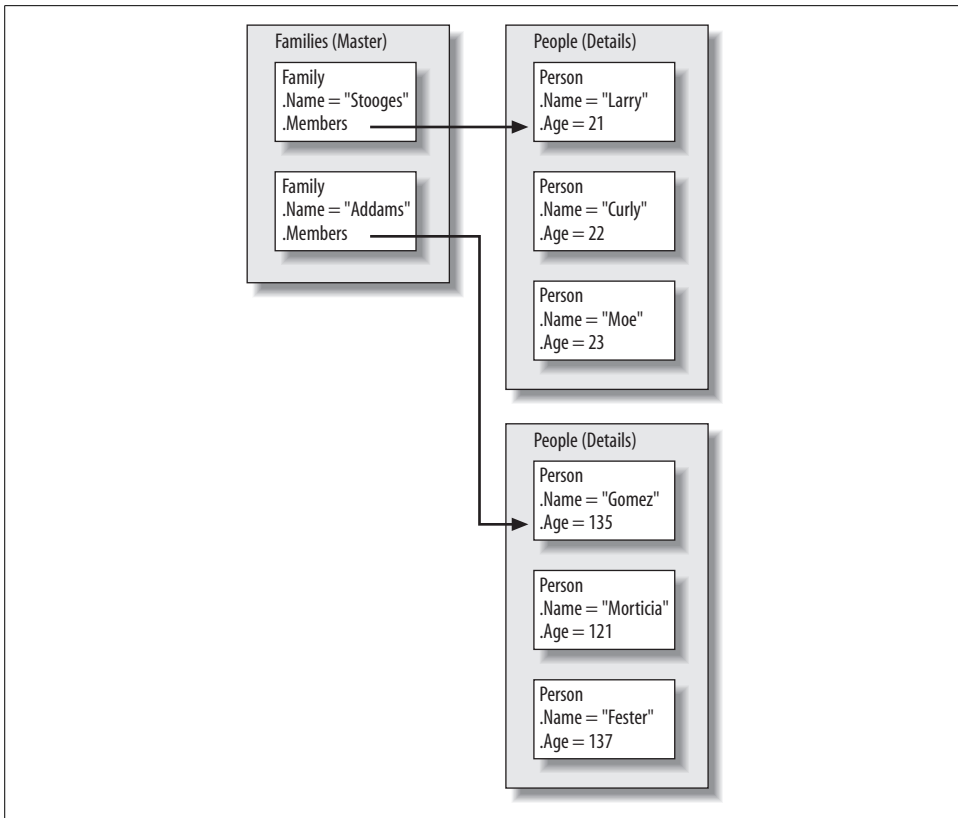 Families (Master)
Family
.Name = "Stooges"
.Members
Family
.Name = "Addams"
.Members
People (Details)
Person
.Name = "Larry"
.Age = 21
Person
.Name = "Curly"
.Age = 22
Person
.Name = "Moe"
.Age = 23
People (Details)
Person
.Name = "Gomez"
.Age = 135
Person
.Name = "Morticia"
.Age = 121
Person
.Name = "Fester"
.Age = 137